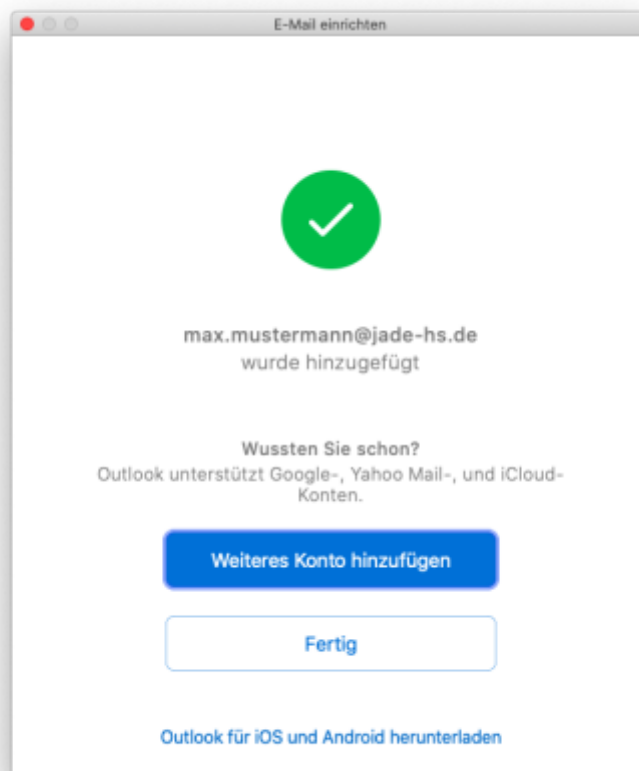 E-Mail einrichten
max.mustermann@jade-hs.de
wurde hinzugefügt
Wussten Sie schon?
Outlook unterstützt Google-, Yahoo Mail-, und iCloud-
Konten.
Weiteres Konto hinzufügen
Fertig
Outlook für iOS und Android herunterladen